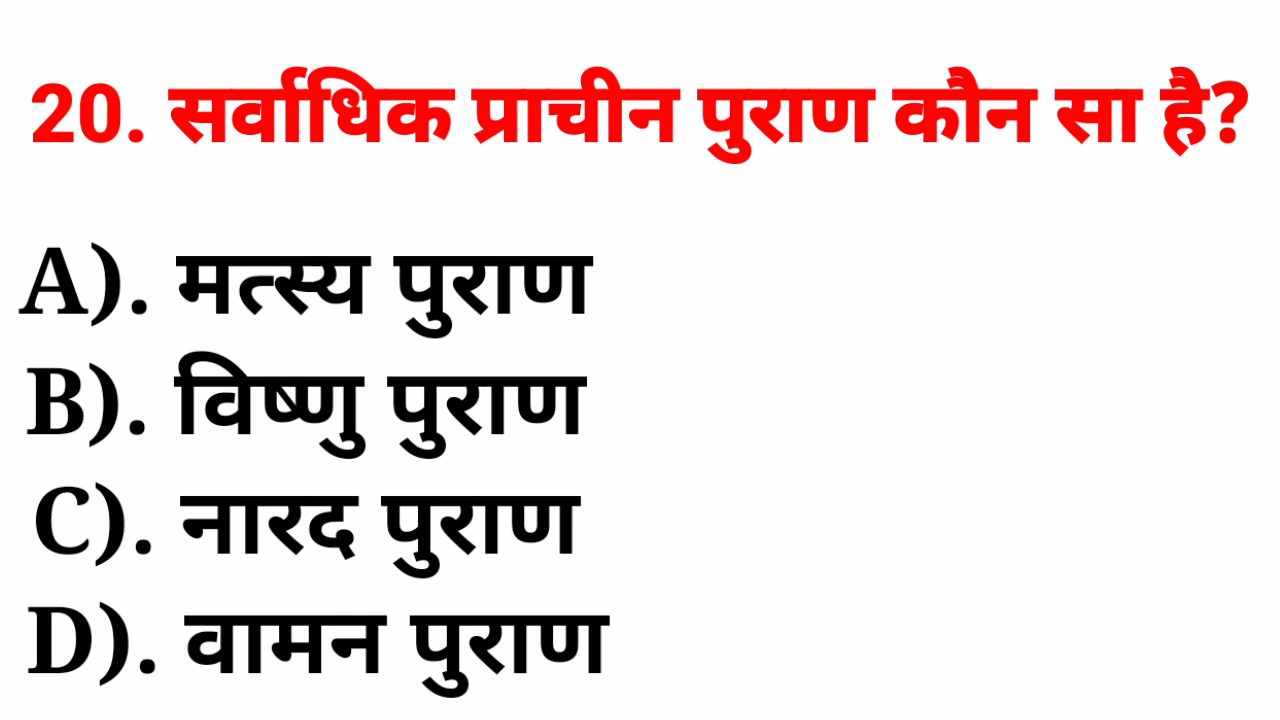 20. सर्वाधिक प्राचीन पुराण कौन सा है?
A). मत्स्य पुराण
B). विष्णु पुराण
C). नारद पुराण
D). वामन पुराण